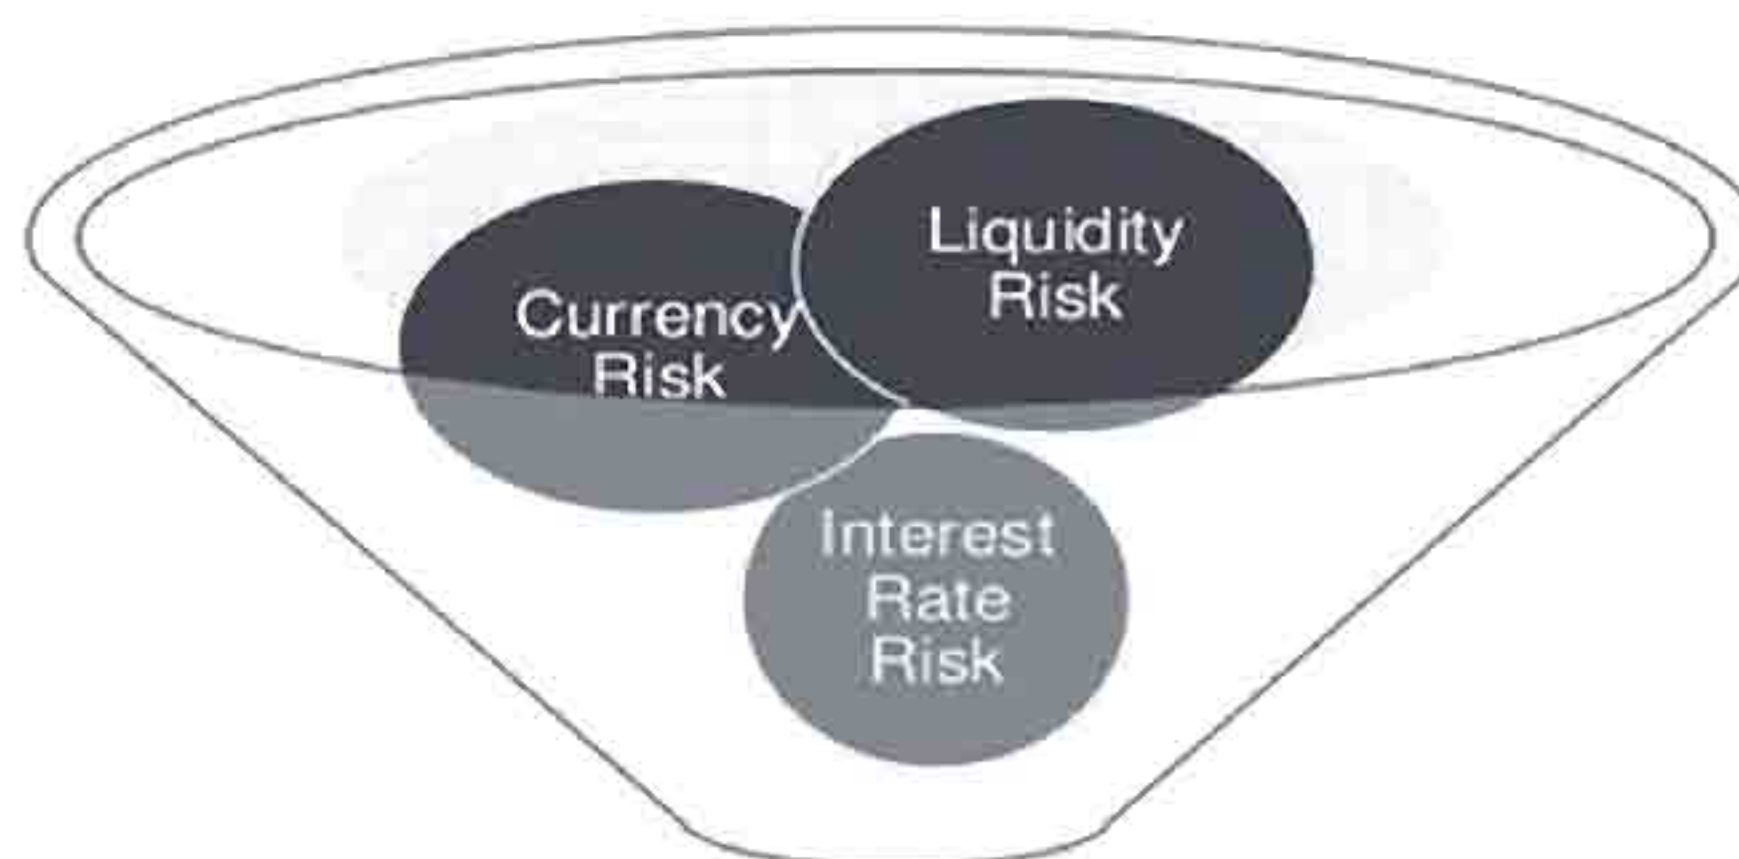 Liquidity
Risk
Currency
Risk
Interest
Rate
Risk